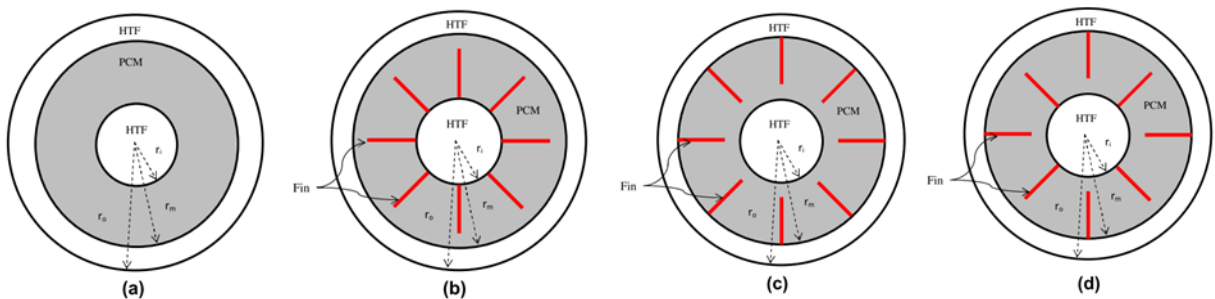 HTF
PCM
HTF
rᵢ
rₒ
rₘ
(a)
HTF
PCM
HTF
rᵢ
Fin
rₒ
rₘ
(b)
HTF
HTF
PCM
rᵢ
Fin
rₒ
rₘ
(c)
HTF
PCM
HTF
rᵢ
Fin
rₒ
rₘ
(d)